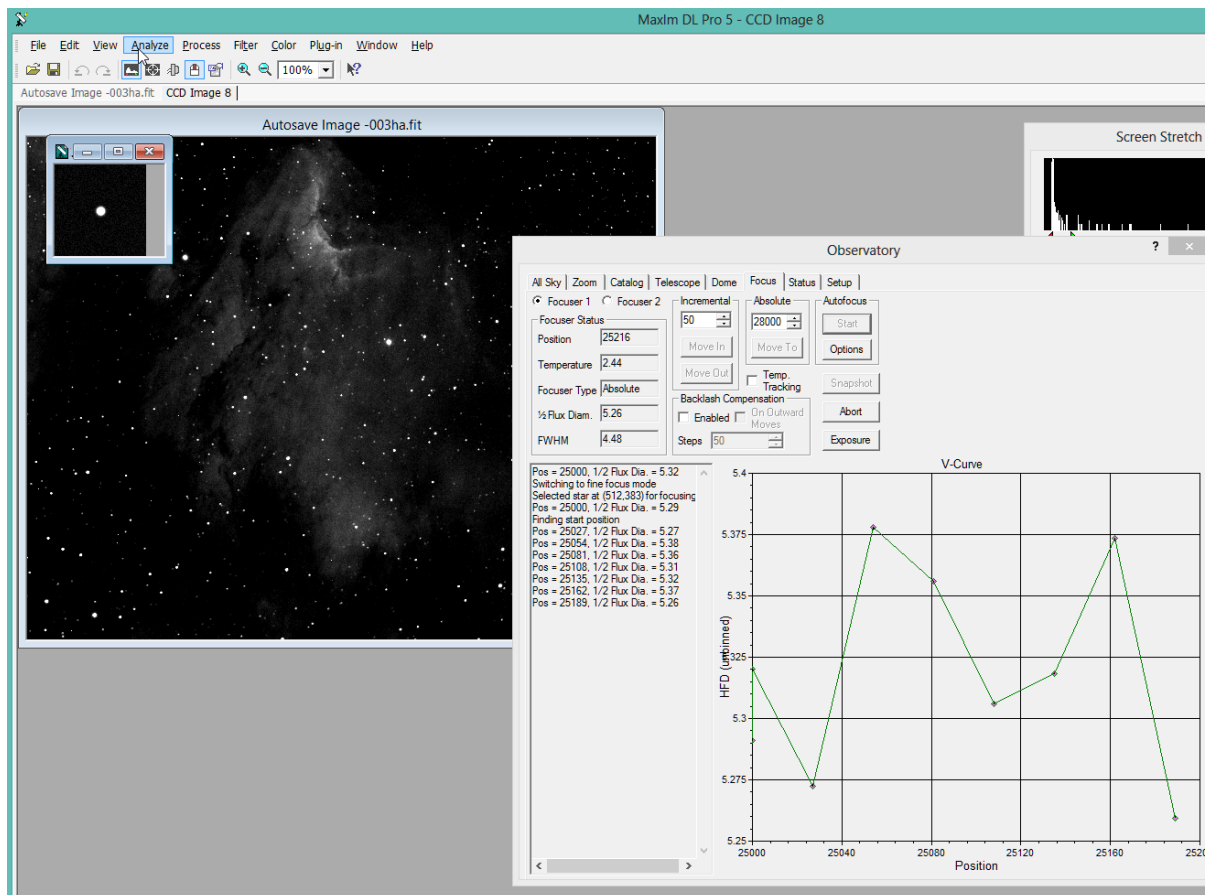 MaxIm DL Pro 5 - CCD Image 8
File Edit View Analyze Process Filter Color Plug-in Window Help
100%
Autosave Image -003ha.fit CCD Image 8
Autosave Image -003ha.fit
Screen Stretch
Observatory
All Sky Zoom Catalog Telescope Dome Focus Status Setup
Focuser 1 Focuser 2
Focuser Status
Position 25216
Temperature 2.44
Focuser Type Absolute
½ Flux Diam. 5.26
FWHM 4.48
Incremental
50
Move In
Move Out
Absolute
28000
Move To
Temp. Tracking
Autofocus
Start
Options
Snapshot
Abort
Exposure
Backlash Compensation
Enabled On Outward Moves
Steps 50
Pos = 25000, 1/2 Flux Dia. = 5.32
Switching to fine focus mode
Selected star at (512,383) for focusing
Pos = 25000, 1/2 Flux Dia. = 5.29
Finding start position
Pos = 25027, 1/2 Flux Dia. = 5.27
Pos = 25054, 1/2 Flux Dia. = 5.38
Pos = 25081, 1/2 Flux Dia. = 5.36
Pos = 25108, 1/2 Flux Dia. = 5.31
Pos = 25135, 1/2 Flux Dia. = 5.32
Pos = 25162, 1/2 Flux Dia. = 5.37
Pos = 25189, 1/2 Flux Dia. = 5.26
V-Curve
HFD (unbinned)
5.4
5.375
5.35
5.325
5.3
5.275
5.25
25000 25040 25080 25120 25160 2520
Position